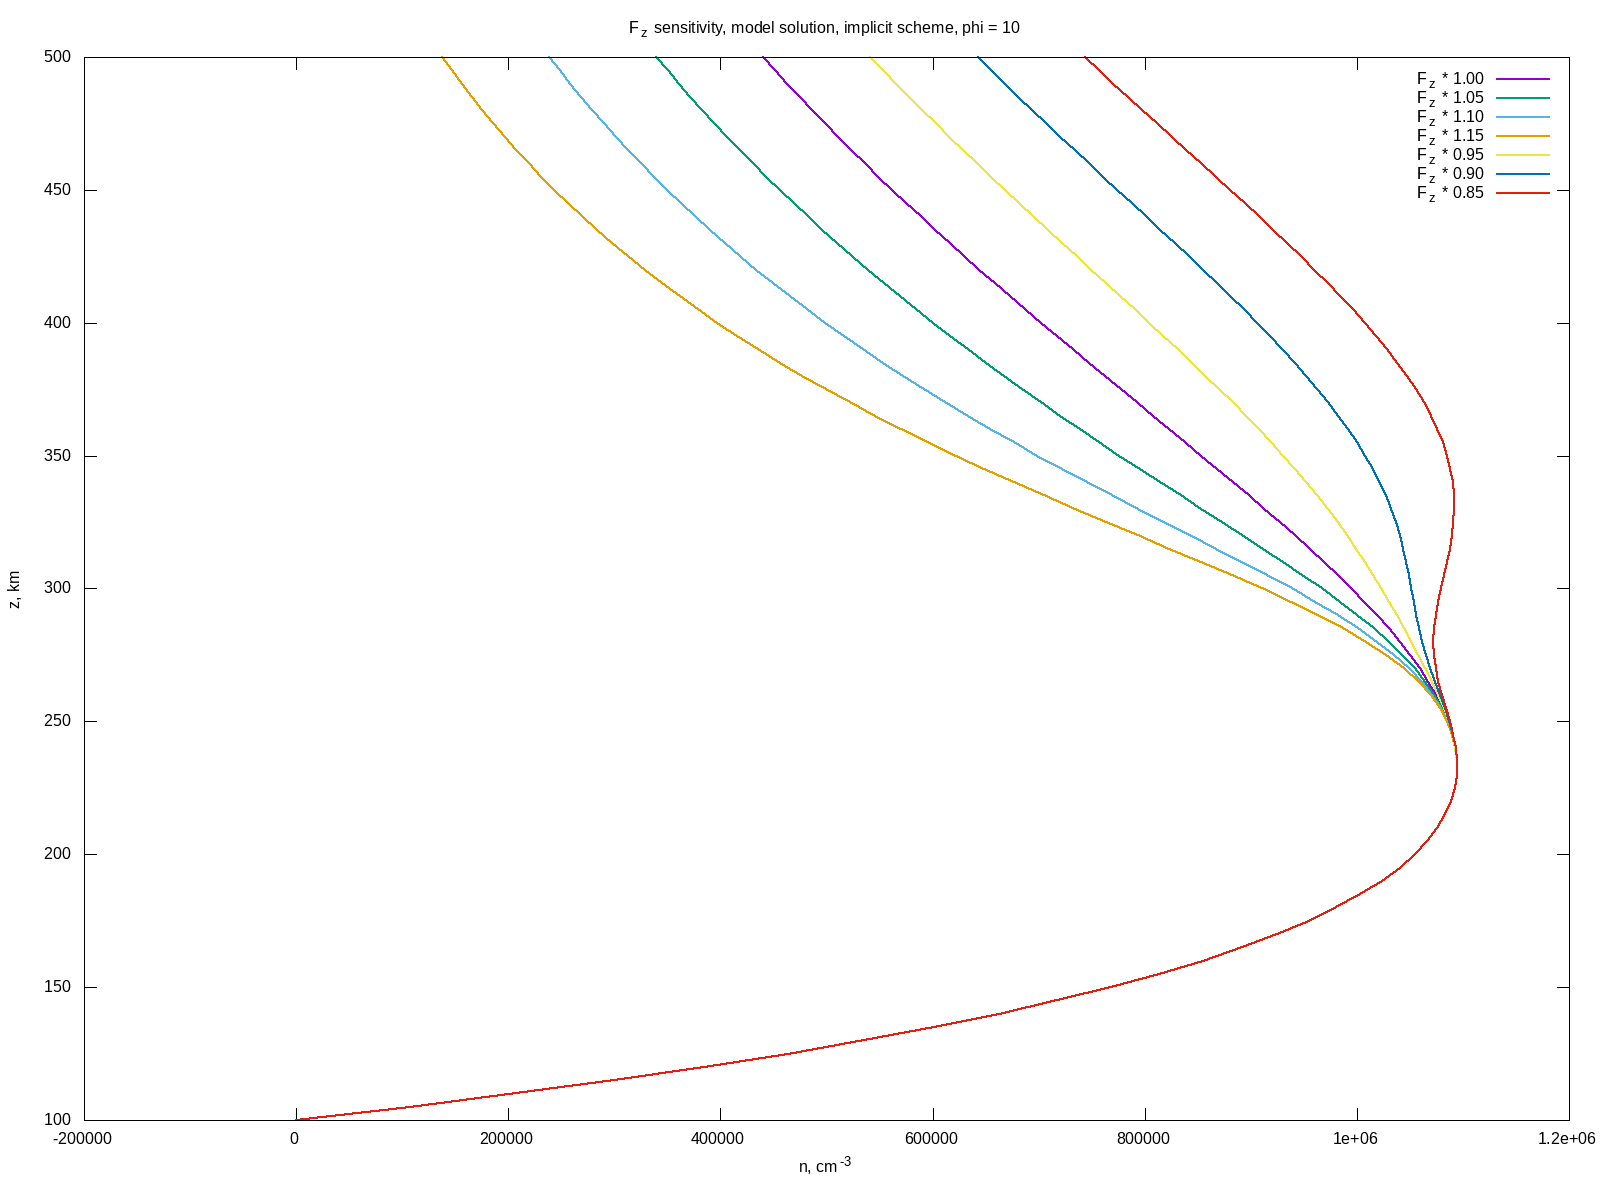 F_z sensitivity, model solution, implicit scheme, phi = 10
F_z * 1.00
F_z * 1.05
F_z * 1.10
F_z * 1.15
F_z * 0.95
F_z * 0.90
F_z * 0.85
500
450
400
350
300
250
200
150
100
z, km
-200000 0 200000 400000 600000 800000 1e+06 1.2e+06
n, cm^-3